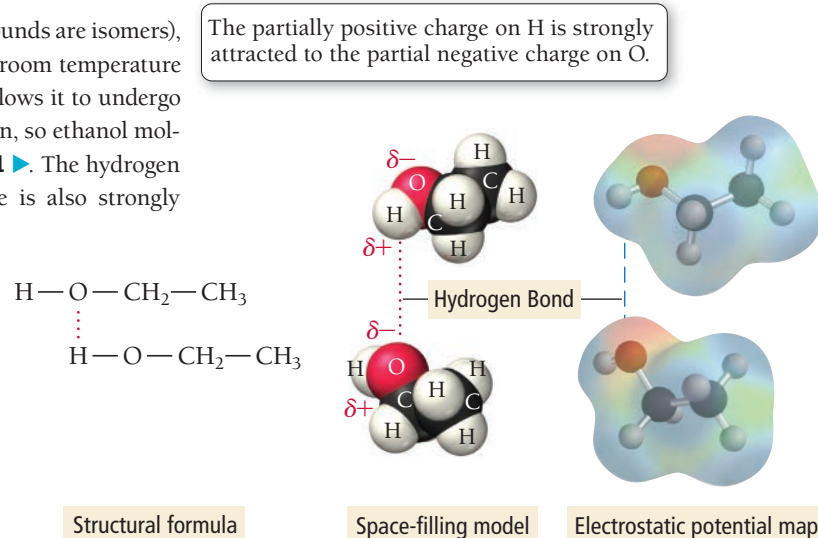 ounds are isomers),
room temperature
lows it to undergo
n, so ethanol mol-
1 ▶. The hydrogen
e is also strongly
The partially positive charge on H is strongly
attracted to the partial negative charge on O.
H—O—CH₂—CH₃
H—O—CH₂—CH₃
δ−
O
H
C
H
C
H
H
H
δ+
Hydrogen Bond
δ−
H
O
H
H
C
C
δ+
H
H
Structural formula
Space-filling model
Electrostatic potential map